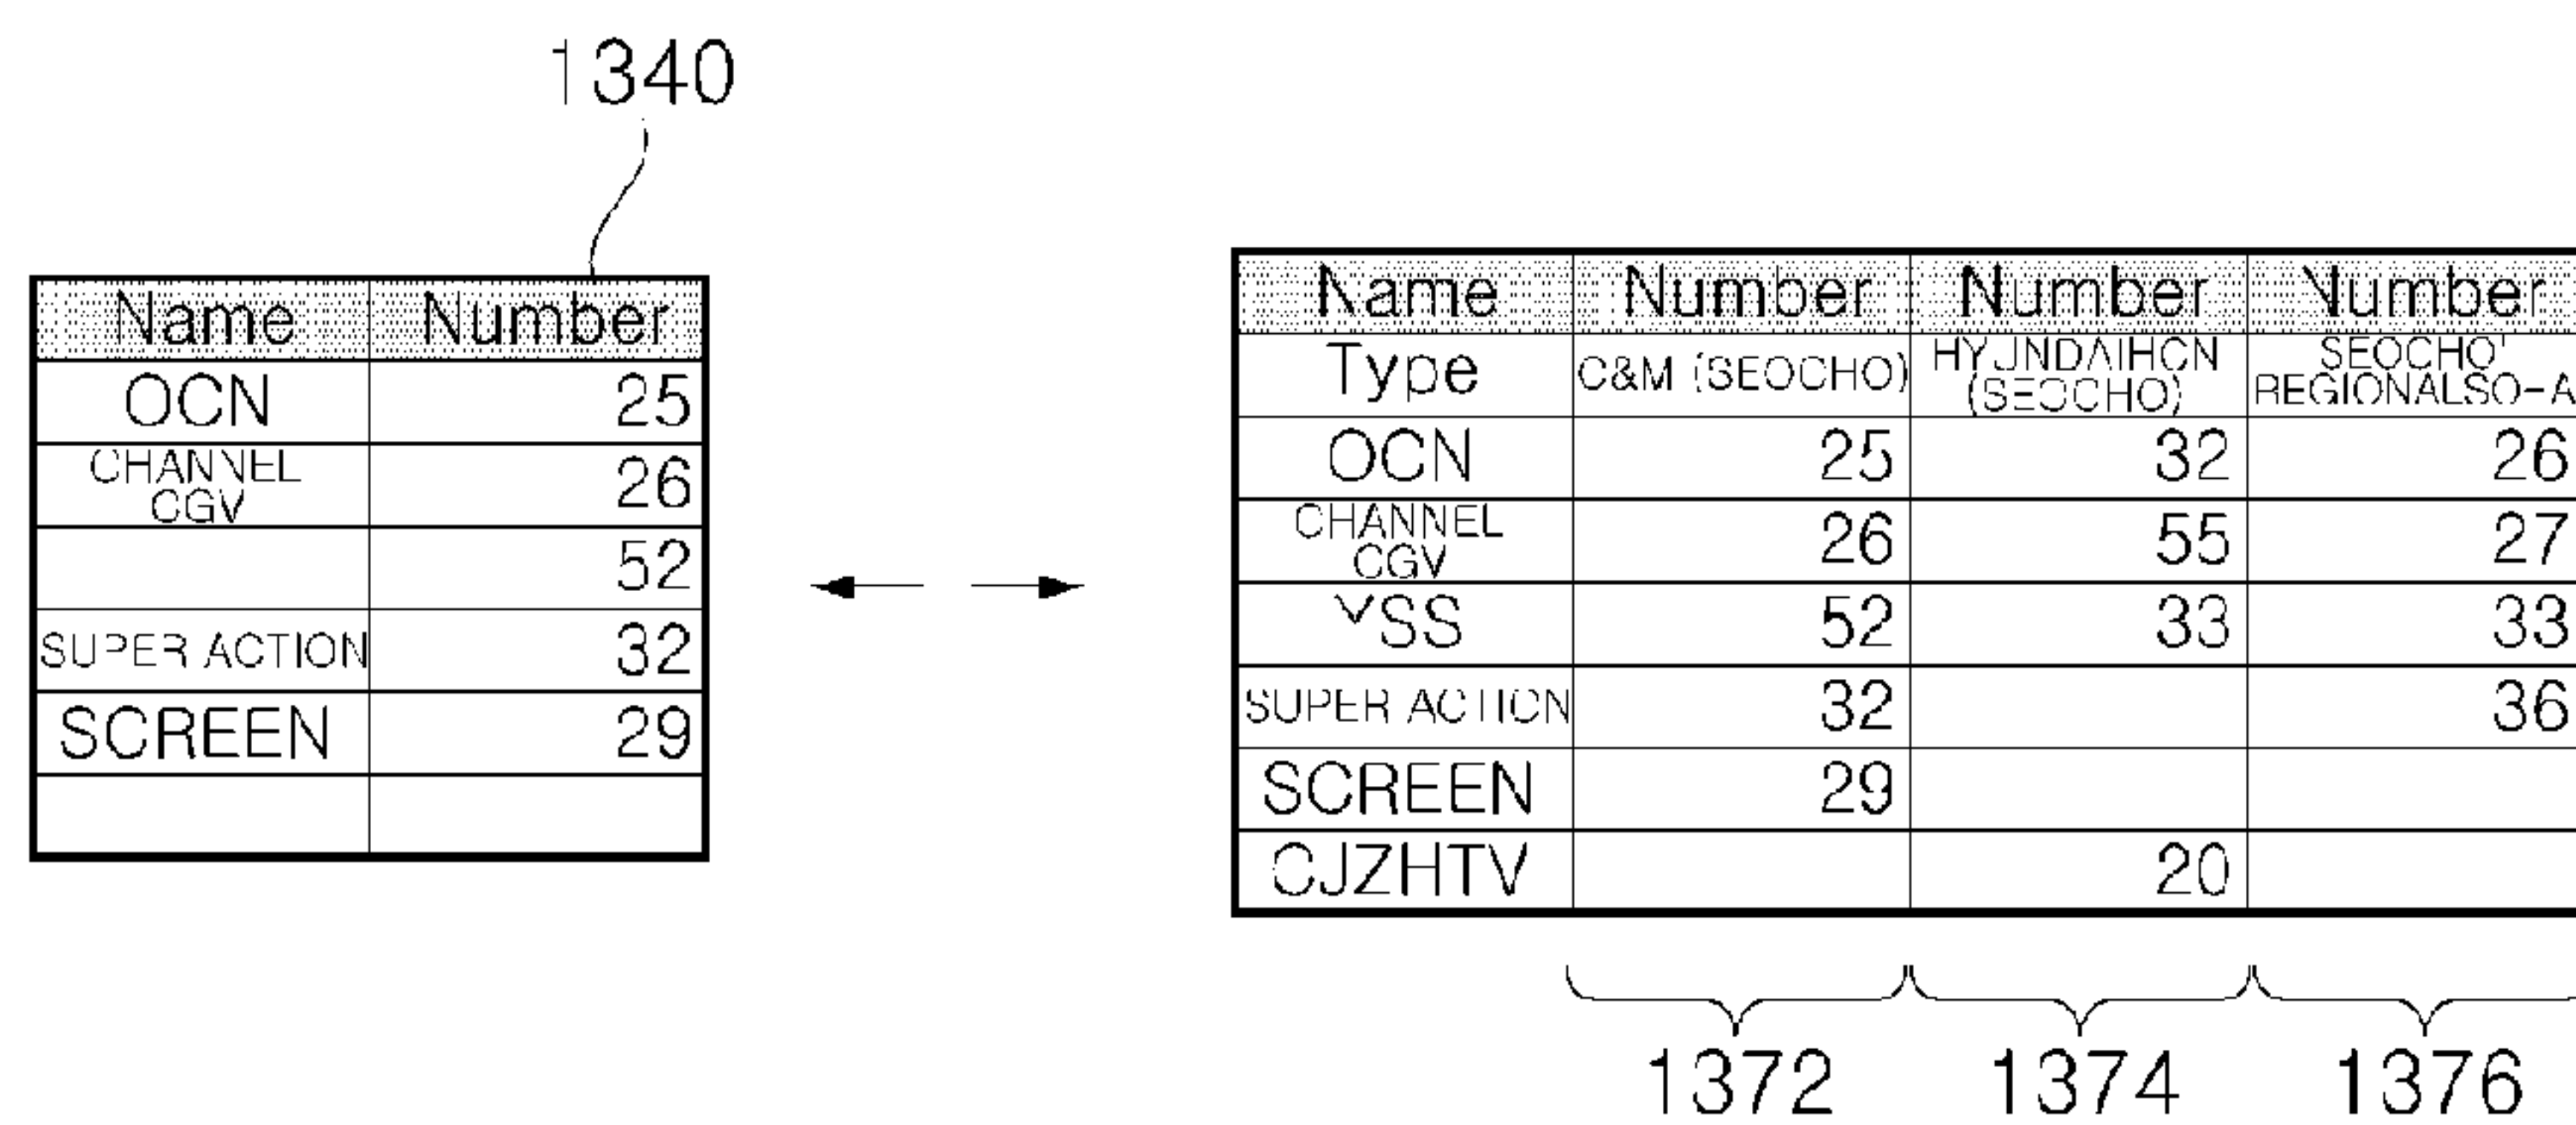 1340
Name Number
OCN 25
CHANNEL
CGV
26
52
SUPER ACTION 32
SCREEN 29
Name Number Number Number
Type C&M (SEOCHO)
(SEOCHO)
SEOCHO'
REGIONALSO-A
OCN 25 32 26
CHANNEL
CGV
26 55 27
52 33 33
SUPER ACTION 32 36
SCREEN 29
CJZHTV 20
1372 1374 1376